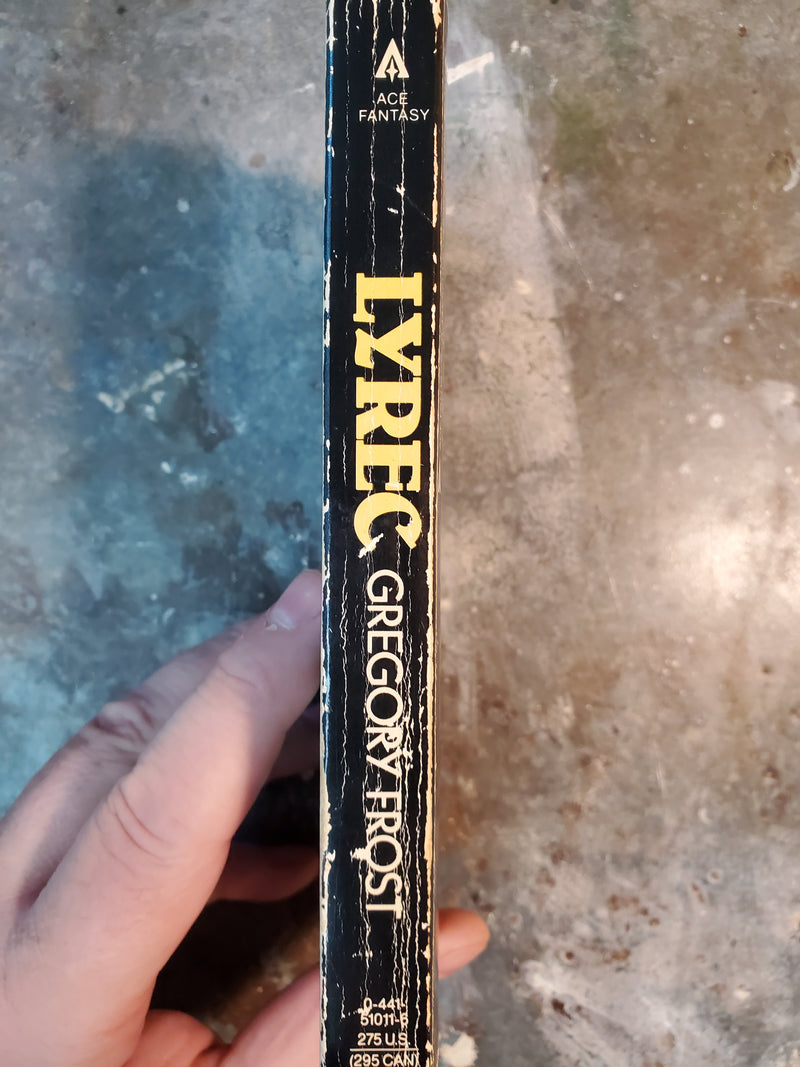 ACE
FANTASY
LYREC
GREGORY FROST
0-441-
51011-6
275 U.S.
(295 CAN)